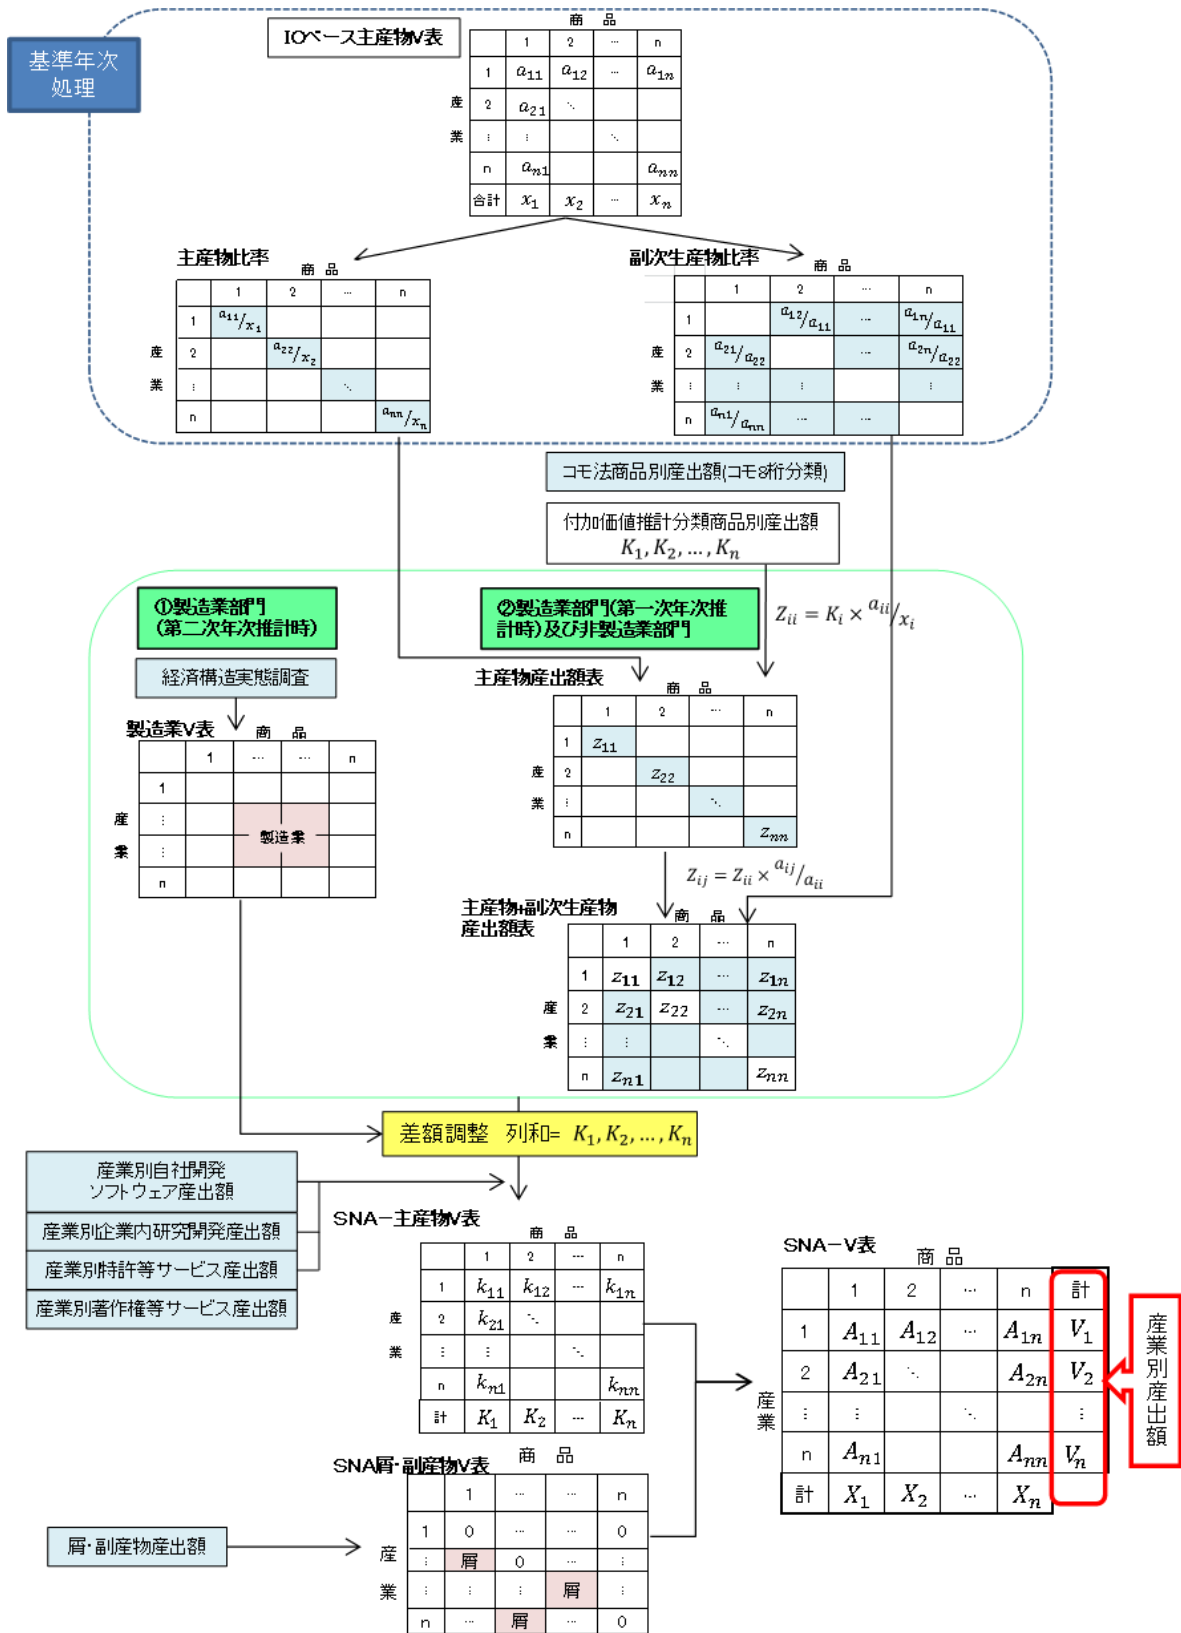 基準年次
処理
IOベース主産物V表
商 品
1 2 … n
1 a11 a12 … a1n
産 2 a21 ⋱
業 ⋮ ⋮ ⋱
n an1 ann
合計 x1 x2 … xn
主産物比率
商 品
1 2 … n
1 a11/x1
産 2 a22/x2
業 ⋮ ⋱
n ann/xn
副次生産物比率
商 品
1 2 … n
1 a12/a11 … a1n/a11
産 2 a21/a22 … a2n/a22
業 ⋮ ⋮ ⋮ ⋮
n an1/ann … …
コモ法商品別産出額(コモ8桁分類)
付加価値推計分類商品別産出額
K1, K2, …, Kn
①製造業部門
(第二次年次推計時)
②製造業部門(第一次年次推
計時)及び非製造業部門
Zii = Ki × aii/xi
経済構造実態調査
製造業V表
商 品
1 … … n
1
産 ⋮
製造業
業 ⋮
n
主産物産出額表
商 品
1 2 … n
1 z11
産 2 z22
業 ⋮ ⋱
n znn
Zij = Zii × aij/aii
主産物+副次生産物
産出額表
商 品
1 2 … n
1 z11 z12 … z1n
産 2 z21 z22 … z2n
業 ⋮ ⋮ ⋱
n zn1 znn
差額調整 列和= K1, K2, …, Kn
産業別自社開発
ソフトウェア産出額
産業別企業内研究開発産出額
産業別特許等サービス産出額
産業別著作権等サービス産出額
SNA－主産物V表
商 品
1 2 … n
1 k11 k12 … k1n
産 2 k21 ⋱
業 ⋮ ⋮ ⋱
n kn1 knn
計 K1 K2 … Kn
SNA屑･副産物V表
商 品
1 … … n
1 0 … … 0
産 ⋮ 屑 0 … ⋮
業 ⋮ ⋮ ⋮ 屑 ⋮
n … 屑 … 0
屑･副産物産出額
SNA－V表
商 品
1 2 … n 計
1 A11 A12 … A1n V1
2 A21 ⋱ A2n V2
産業 ⋮ ⋮ ⋱ ⋮
n An1 Ann Vn
計 X1 X2 … Xn
産業別産出額